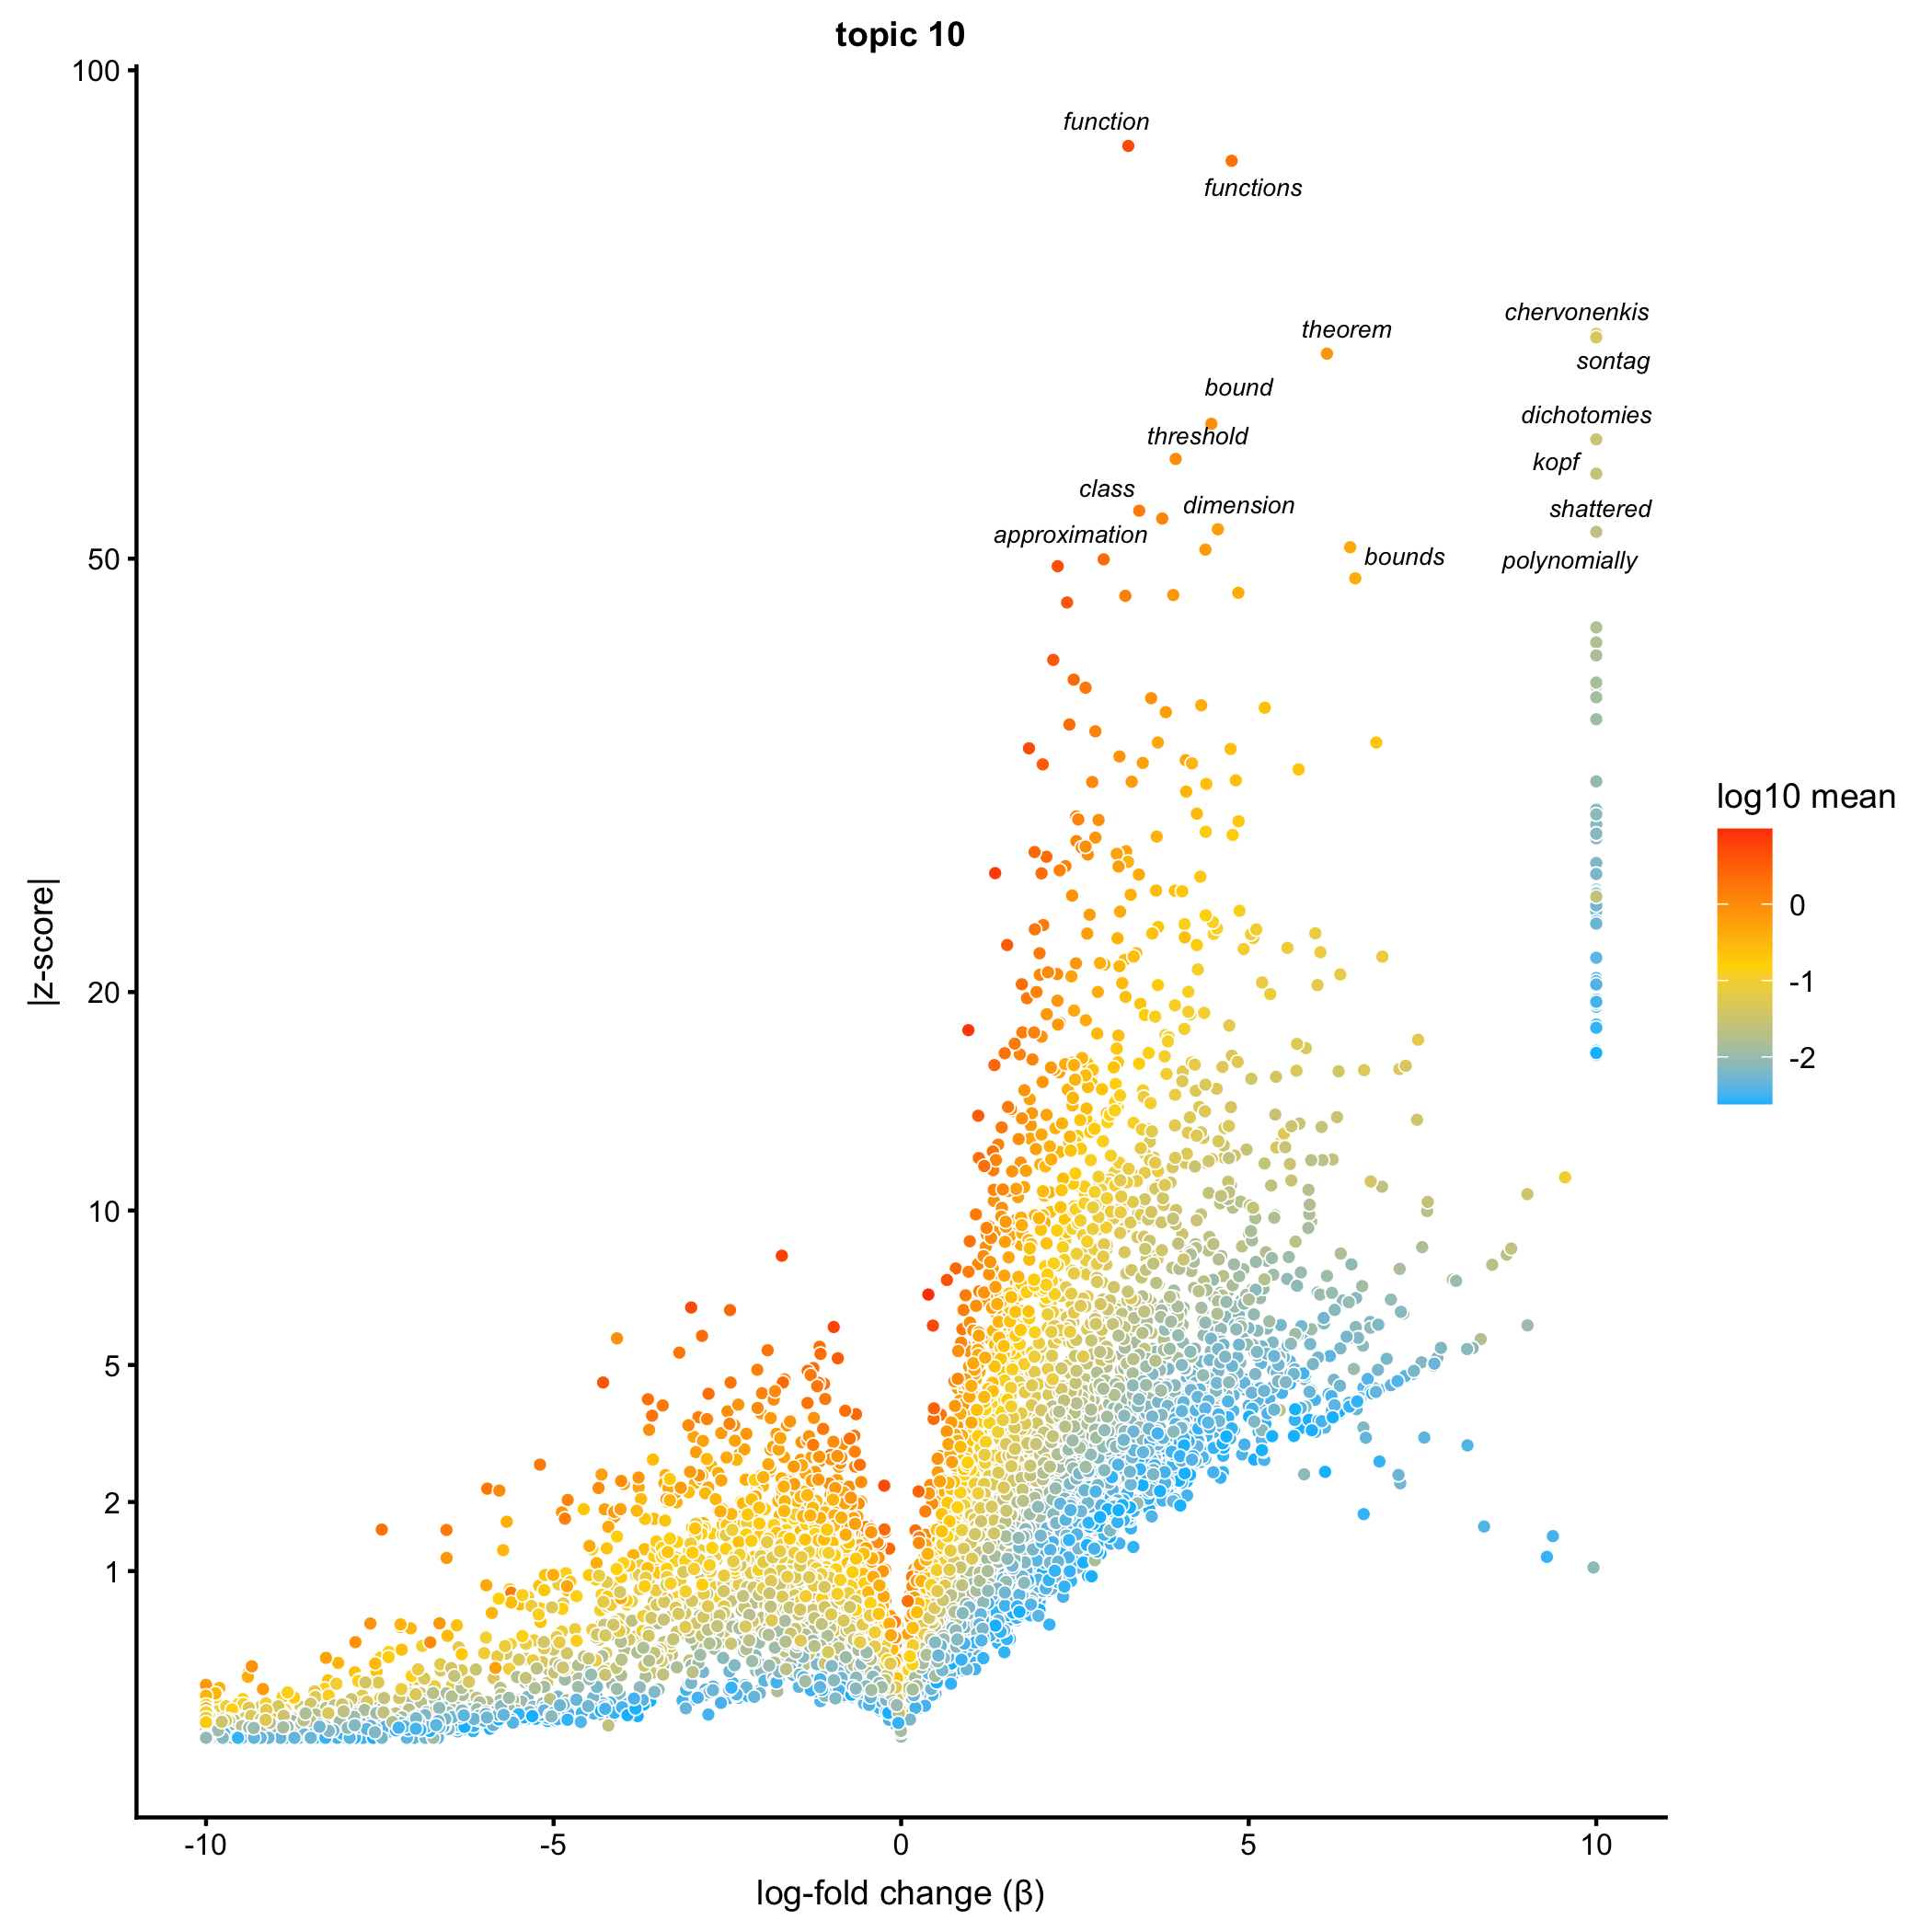 topic 10
100
function
functions
chervonenkis
theorem
sontag
bound
dichotomies
threshold
kopf
class
dimension
shattered
approximation
50
bounds
polynomially
log10 mean
|z-score|
0
20
-1
-2
10
5
2
1
-10
-5
0
5
10
log-fold change (β)